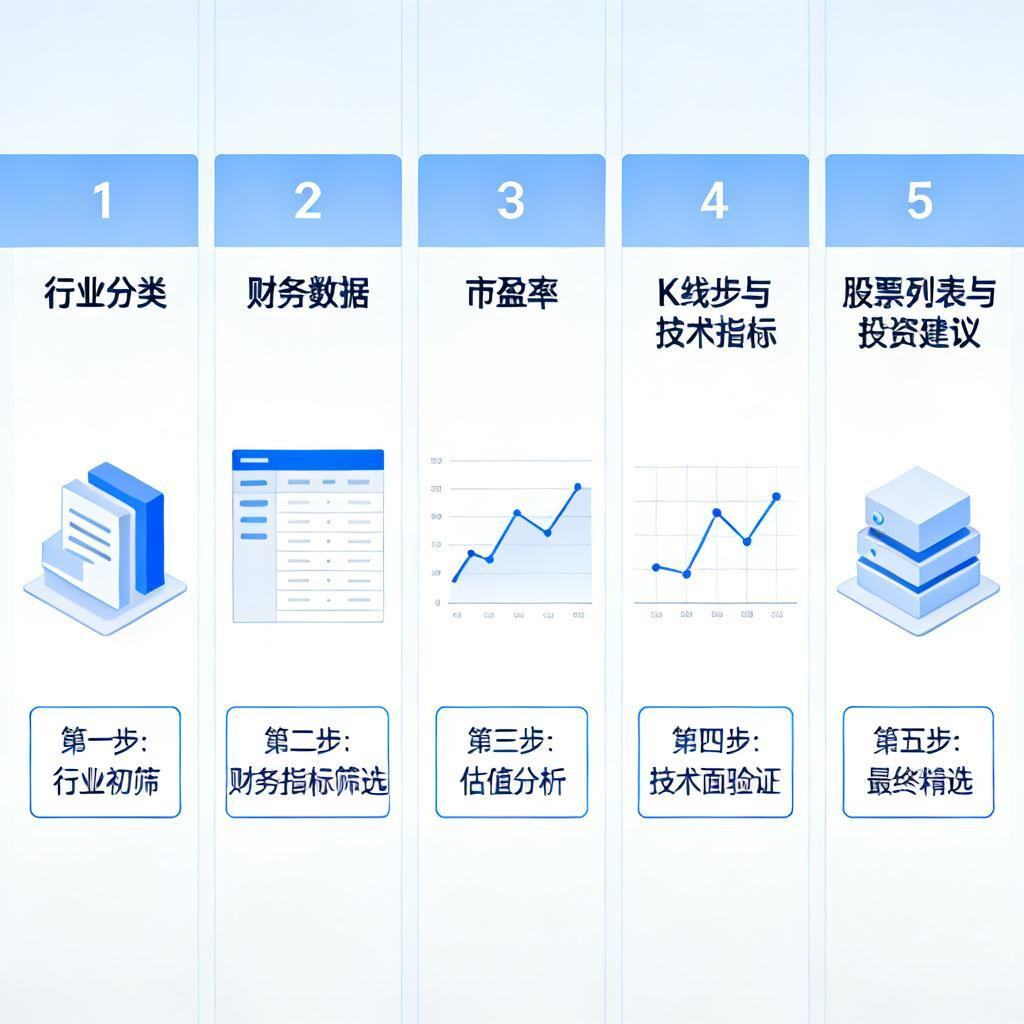 1
2
3
4
5
行业分类
财务数据
市盈率
K线步与
技术指标
股票列表与
投资建议
0
第一步:
行业初筛
第二步:
财务指标筛选
第三步:
估值分析
第四步:
技术面验证
第五步:
最终精选